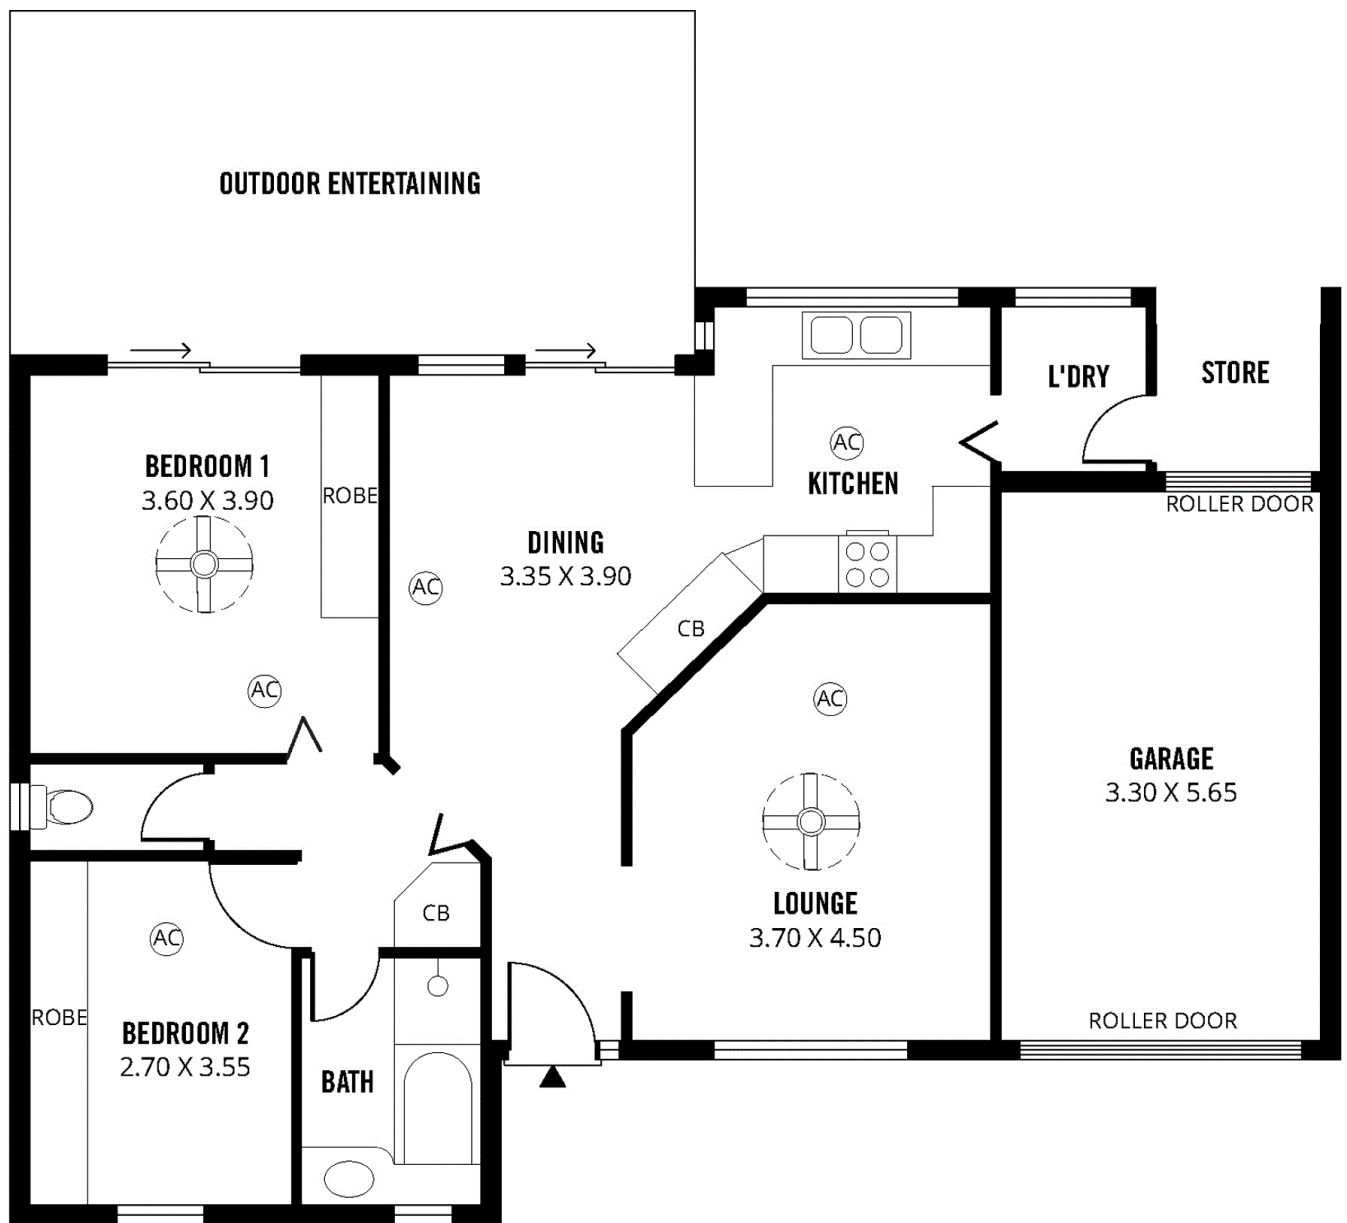 OUTDOOR ENTERTAINING
L'DRY
STORE
BEDROOM 1
3.60 X 3.90
ROBE
AC
KITCHEN
ROLLER DOOR
DINING
3.35 X 3.90
AC
CB
AC
AC
GARAGE
3.30 X 5.65
LOUNGE
3.70 X 4.50
CB
AC
ROBE
BEDROOM 2
2.70 X 3.55
BATH
ROLLER DOOR